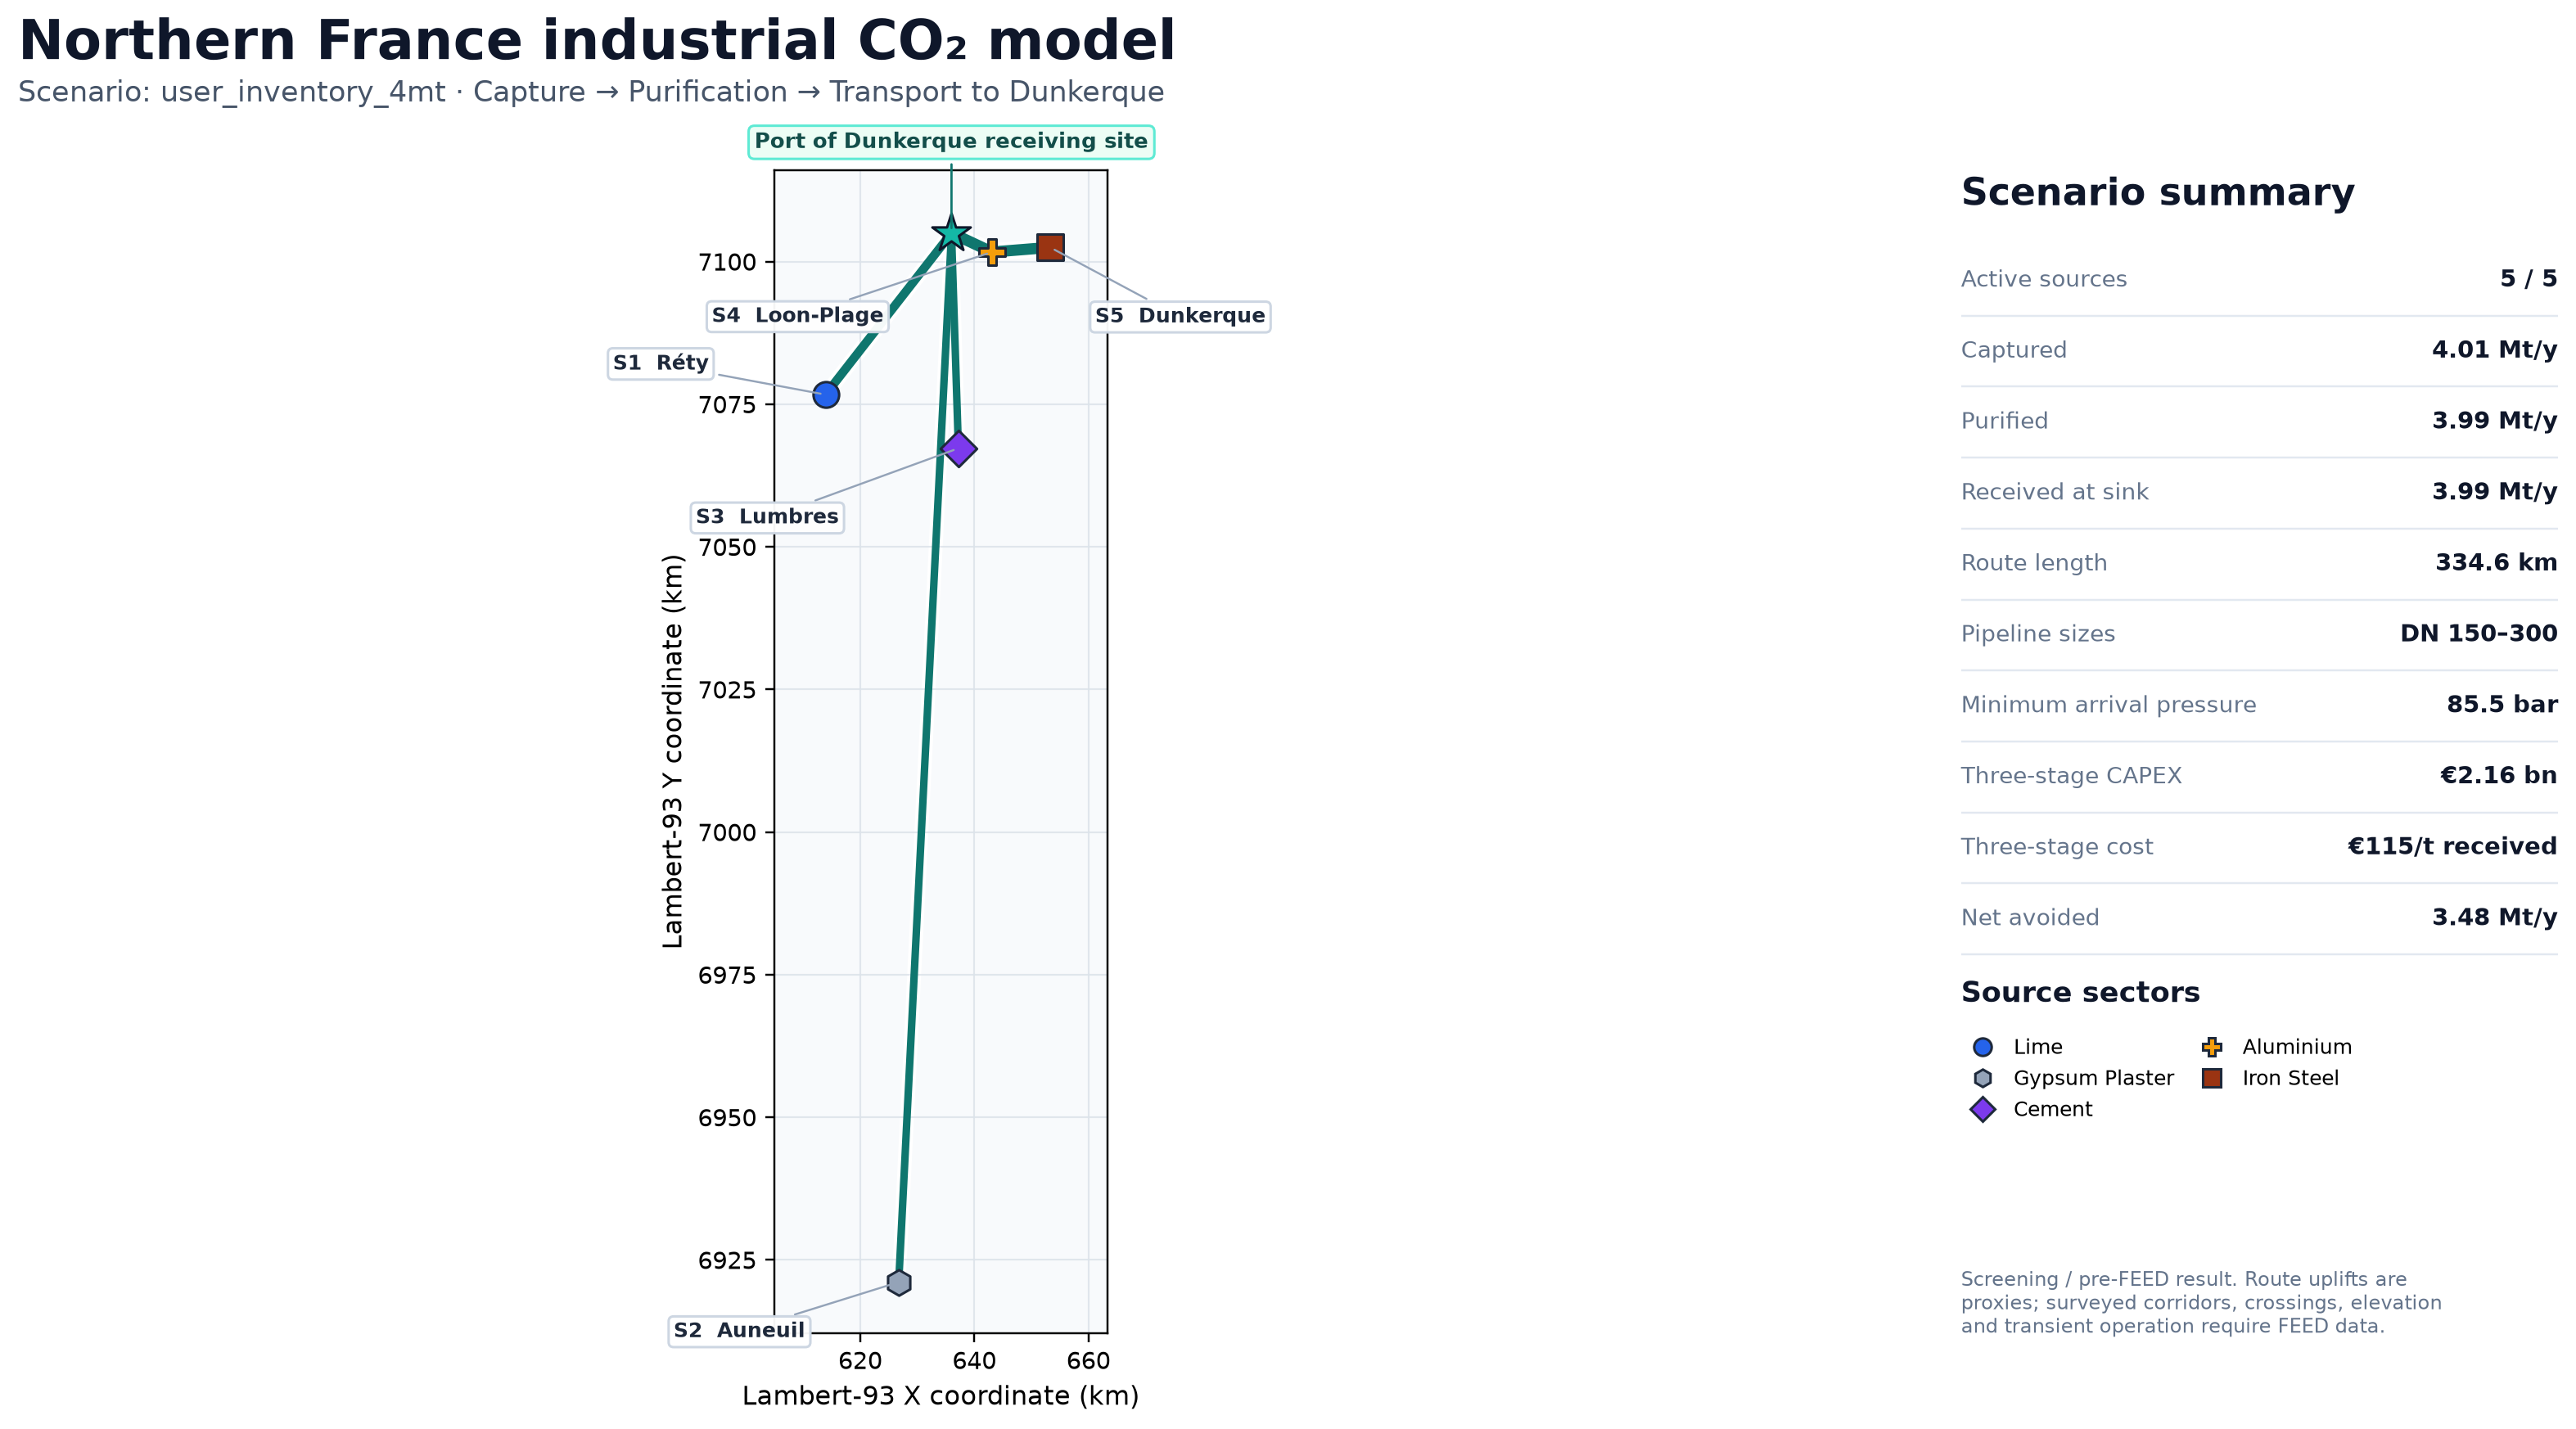 Northern France industrial CO₂ model
Scenario: user_inventory_4mt · Capture → Purification → Transport to Dunkerque
Port of Dunkerque receiving site
S4  Loon-Plage
S5  Dunkerque
S1  Réty
S3  Lumbres
S2  Auneuil
7100
7075
7050
7025
7000
6975
6950
6925
Lambert-93 Y coordinate (km)
620
640
660
Lambert-93 X coordinate (km)
Scenario summary
Active sources 5 / 5
Captured 4.01 Mt/y
Purified 3.99 Mt/y
Received at sink 3.99 Mt/y
Route length 334.6 km
Pipeline sizes DN 150–300
Minimum arrival pressure 85.5 bar
Three-stage CAPEX €2.16 bn
Three-stage cost €115/t received
Net avoided 3.48 Mt/y
Source sectors
Lime
Gypsum Plaster
Cement
Aluminium
Iron Steel
Screening / pre-FEED result. Route uplifts are
proxies; surveyed corridors, crossings, elevation
and transient operation require FEED data.